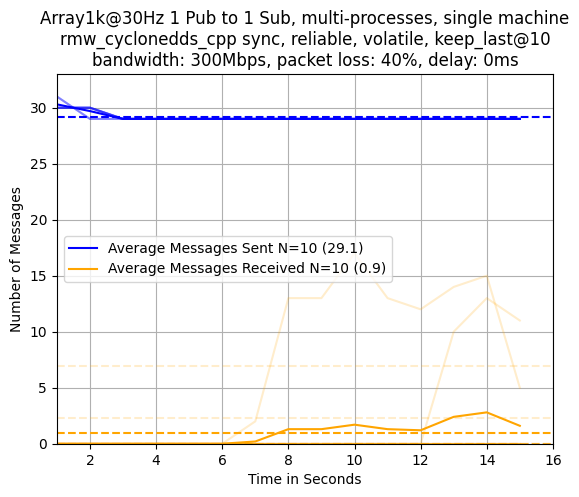 Array1k@30Hz 1 Pub to 1 Sub, multi-processes, single machine
rmw_cyclonedds_cpp sync, reliable, volatile, keep_last@10
bandwidth: 300Mbps, packet loss: 40%, delay: 0ms
30
25
20
15
10
5
0
Number of Messages
Average Messages Sent N=10 (29.1)
Average Messages Received N=10 (0.9)
2 4 6 8 10 12 14 16
Time in Seconds